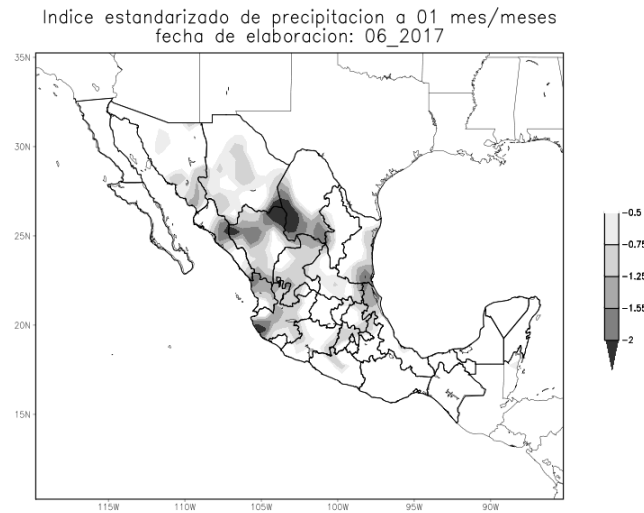 Indice estandarizado de precipitacion a 01 mes/meses
fecha de elaboracion: 06_2017
35N
30N
25N
20N
15N
115W
110W
105W
100W
95W
90W
-0.5
-0.75
-1.25
-1.55
-2